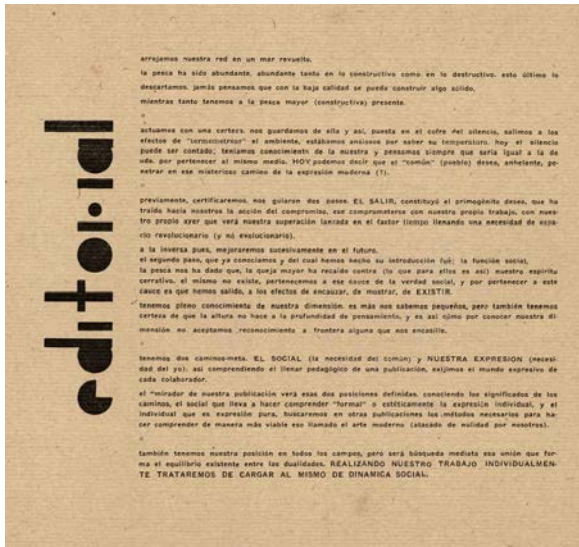 editorial
arrojamos nuestra red en un mar revuelto.
la pesca ha sido abundante, abundante tanto en lo constructivo como en lo destructivo. esto último lo
descartamos. jamás pensamos que con la baja calidad se pueda construir algo sólido.
mientras tanto tenemos a la pesca mayor (constructiva) presente.
actuamos con una certeza. nos guardamos de ella y así, puesta en el cofre del silencio, salimos a los
efectos de "termometrear" el ambiente, estábamos ansiosos por saber su temperatura. hoy el silencio
puede ser contado; teníamos conocimiento de la nuestra y pensamos siempre que sería igual a la de
uds. por pertenecer al mismo medio. HOY podemos decir que el "común" (pueblo) desea, anhelante, pe-
netrar en ese misterioso camino de la expresión moderna (?).
previamente, certificaremos, nos guiaron dos pasos. EL SALIR, constituyó el primogénito deseo, que ha
traído hacia nosotros la acción del compromiso, ese comprometerse con nuestro propio trabajo, con nues-
tro propio ayer que verá nuestra superación lanzada en el factor tiempo llenando una necesidad de espa-
cio revolucionario (y nó evolucionario).
a la inversa pues, mejoraremos sucesivamente en el futuro.
el segundo paso, que ya conocíamos y del cual hemos hecho su introducción fué; la función social,
la pesca nos ha dado que, la queja mayor ha recaído contra (lo que para ellos es así) nuestro espíritu
cerrativo. el mismo no existe, pertenecemos a ese cauce de la verdad social, y por pertenecer a este
cauce es que hemos salido, a los efectos de encauzar, de mostrar, de EXISTIR.
tenemos pleno conocimiento de nuestra dimensión. es más nos sabemos pequeños, pero también tenemos
certeza de que la altura no hace a la profundidad de pensamiento, y es así cómo por conocer nuestra di-
mensión no aceptamos reconocimiento a frontera alguna que nos encasille.
tenemos dos caminos-meta. EL SOCIAL (la necesidad del común) y NUESTRA EXPRESION (necesi-
dad del yo). así comprendiendo el llenar pedagógico de una publicación, exijimos el mundo expresivo de
cada colaborador.
el "mirador de nuestra publicación verá esas dos posiciones definidas. conociendo los significados de los
caminos, el social que lleva a hacer comprender "formal" o estéticamente la expresión individual, y el
individual que es expresión pura, buscaremos en otras publicaciones los métodos necesarios para ha-
cer comprender de manera más viable eso llamado el arte moderno (atacado de nulidad por nosotros).
también tenemos nuestra posición en todos los campos, pero será búsqueda mediata esa unión que for-
ma el equilibrio existente entre las dualidades. REALIZANDO NUESTRO TRABAJO INDIVIDUALMEN-
TE TRATAREMOS DE CARGAR AL MISMO DE DINAMICA SOCIAL.